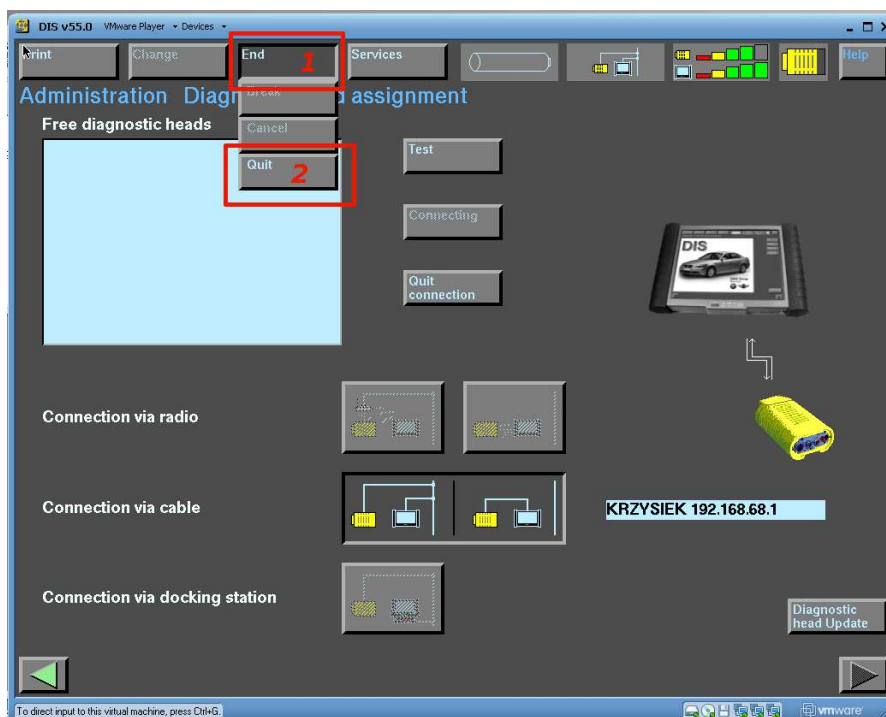 DIS v55.0 VMware Player Devices
Print Change End 1 Services Help
Administration Diagn d assignment
Break
Free diagnostic heads
Cancel
Quit 2
Test
Connecting
Quit
connection
DIS
Connection via radio
Connection via cable
KRZYSIEK 192.168.68.1
Connection via docking station
Diagnostic
head Update
To direct input to this virtual machine, press Ctrl+G.
vmware